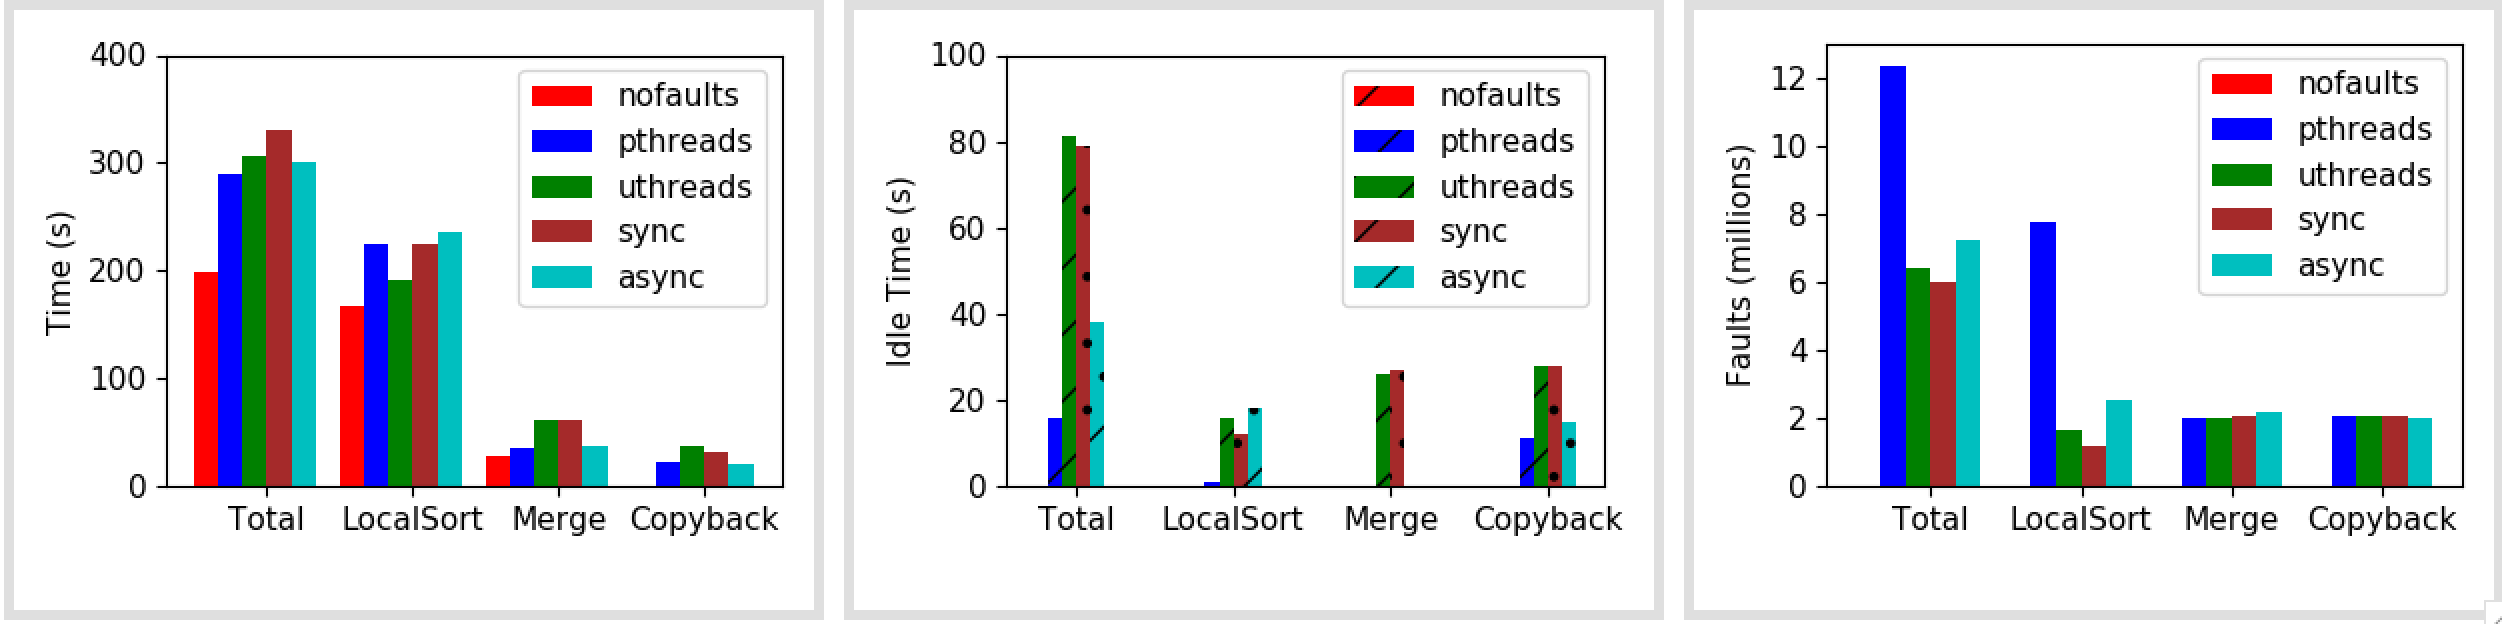 400
300
200
100
0
Time (s)
nofaults
pthreads
uthreads
sync
async
Total LocalSort Merge Copyback
100
80
60
40
20
0
Idle Time (s)
nofaults
pthreads
uthreads
sync
async
Total LocalSort Merge Copyback
12
10
8
6
4
2
0
Faults (millions)
nofaults
pthreads
uthreads
sync
async
Total LocalSort Merge Copyback